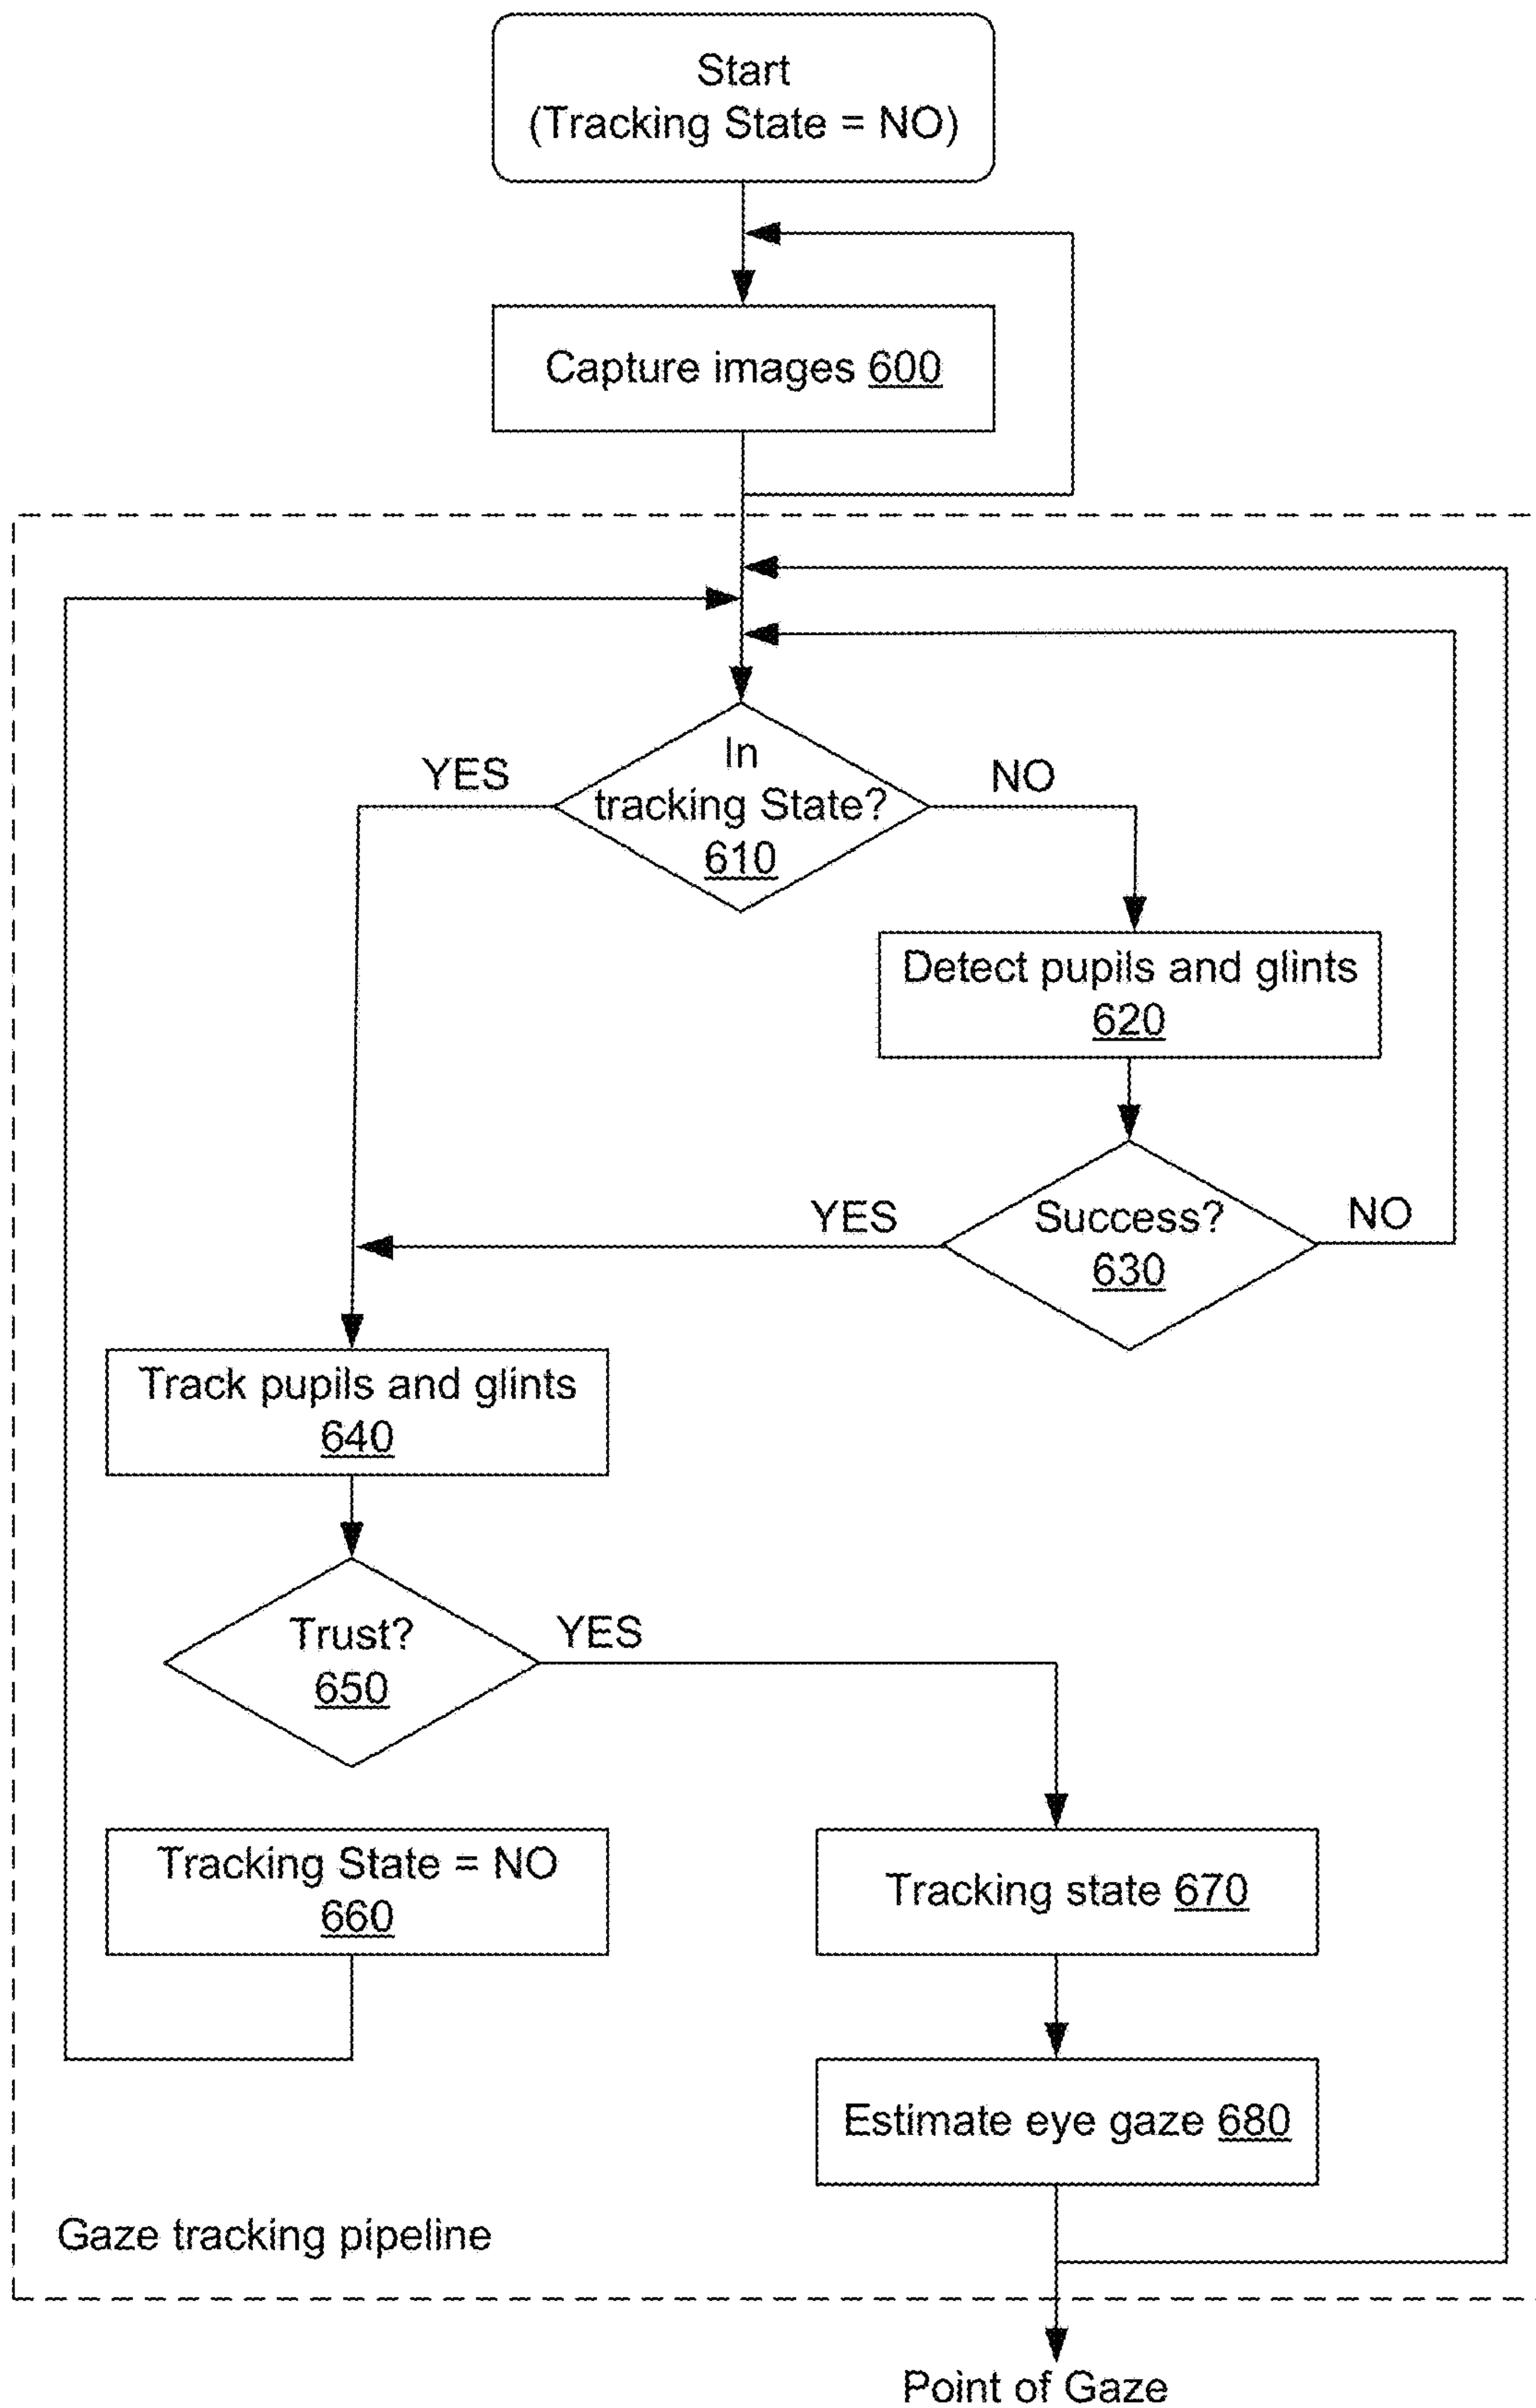 Start
(Tracking State = NO)
Capture images 600
In
tracking State?
610
YES
NO
Detect pupils and glints
620
Success?
630
YES
NO
Track pupils and glints
640
Trust?
650
YES
Tracking State = NO
660
Tracking state 670
Estimate eye gaze 680
Gaze tracking pipeline
Point of Gaze